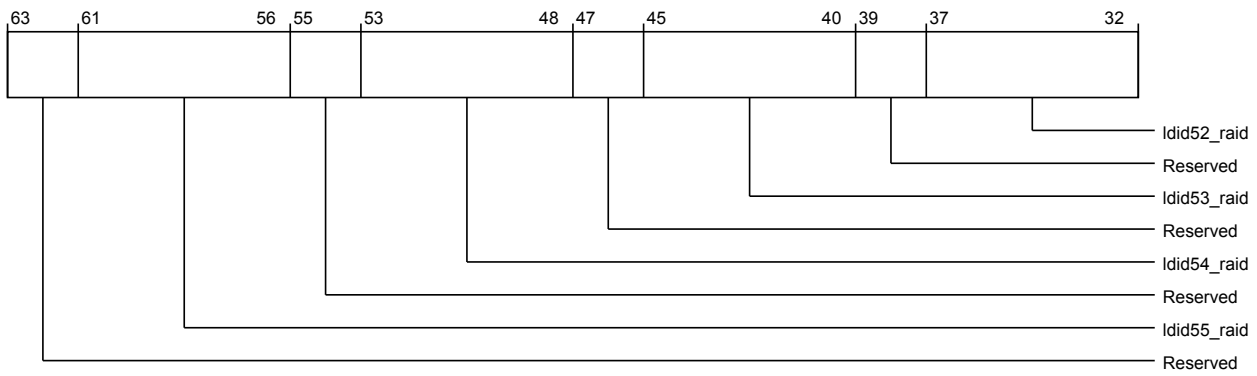 63 61 56 55 53 48 47 45 40 39 37 32
ldid52_raid
Reserved
ldid53_raid
Reserved
ldid54_raid
Reserved
ldid55_raid
Reserved